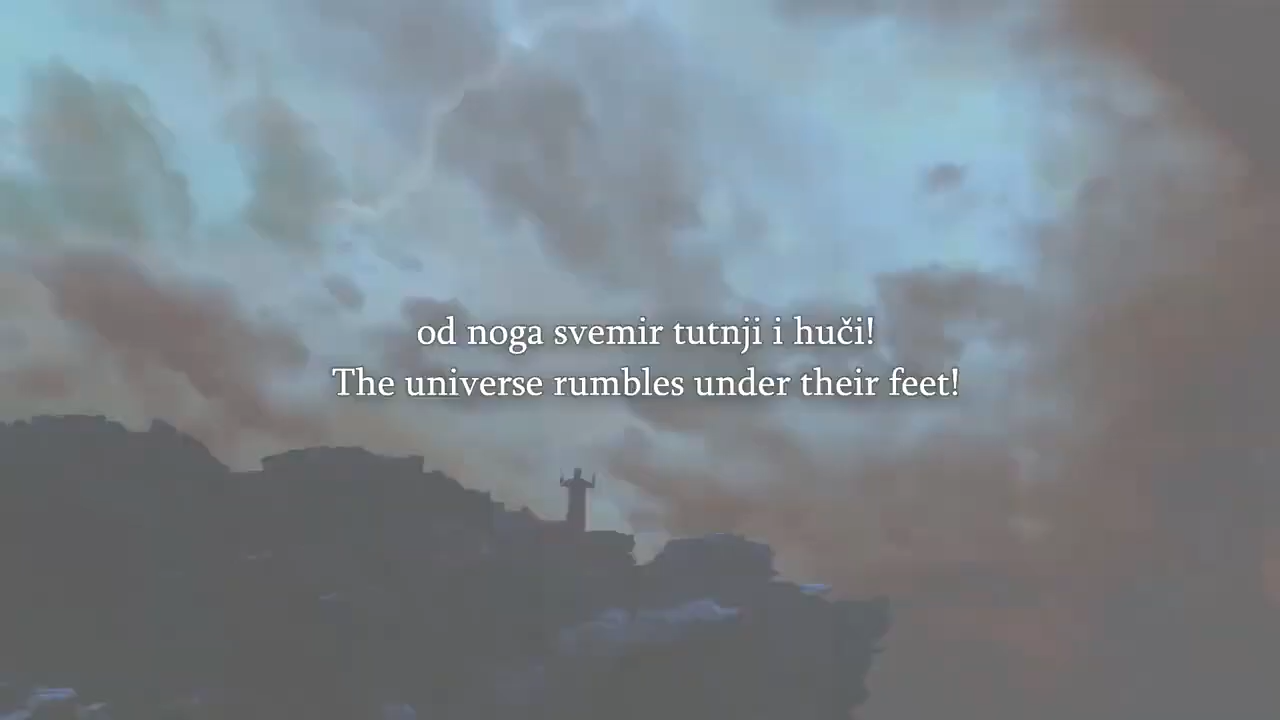 od noga svemir tutnji i huči!
The universe rumbles under their feet!